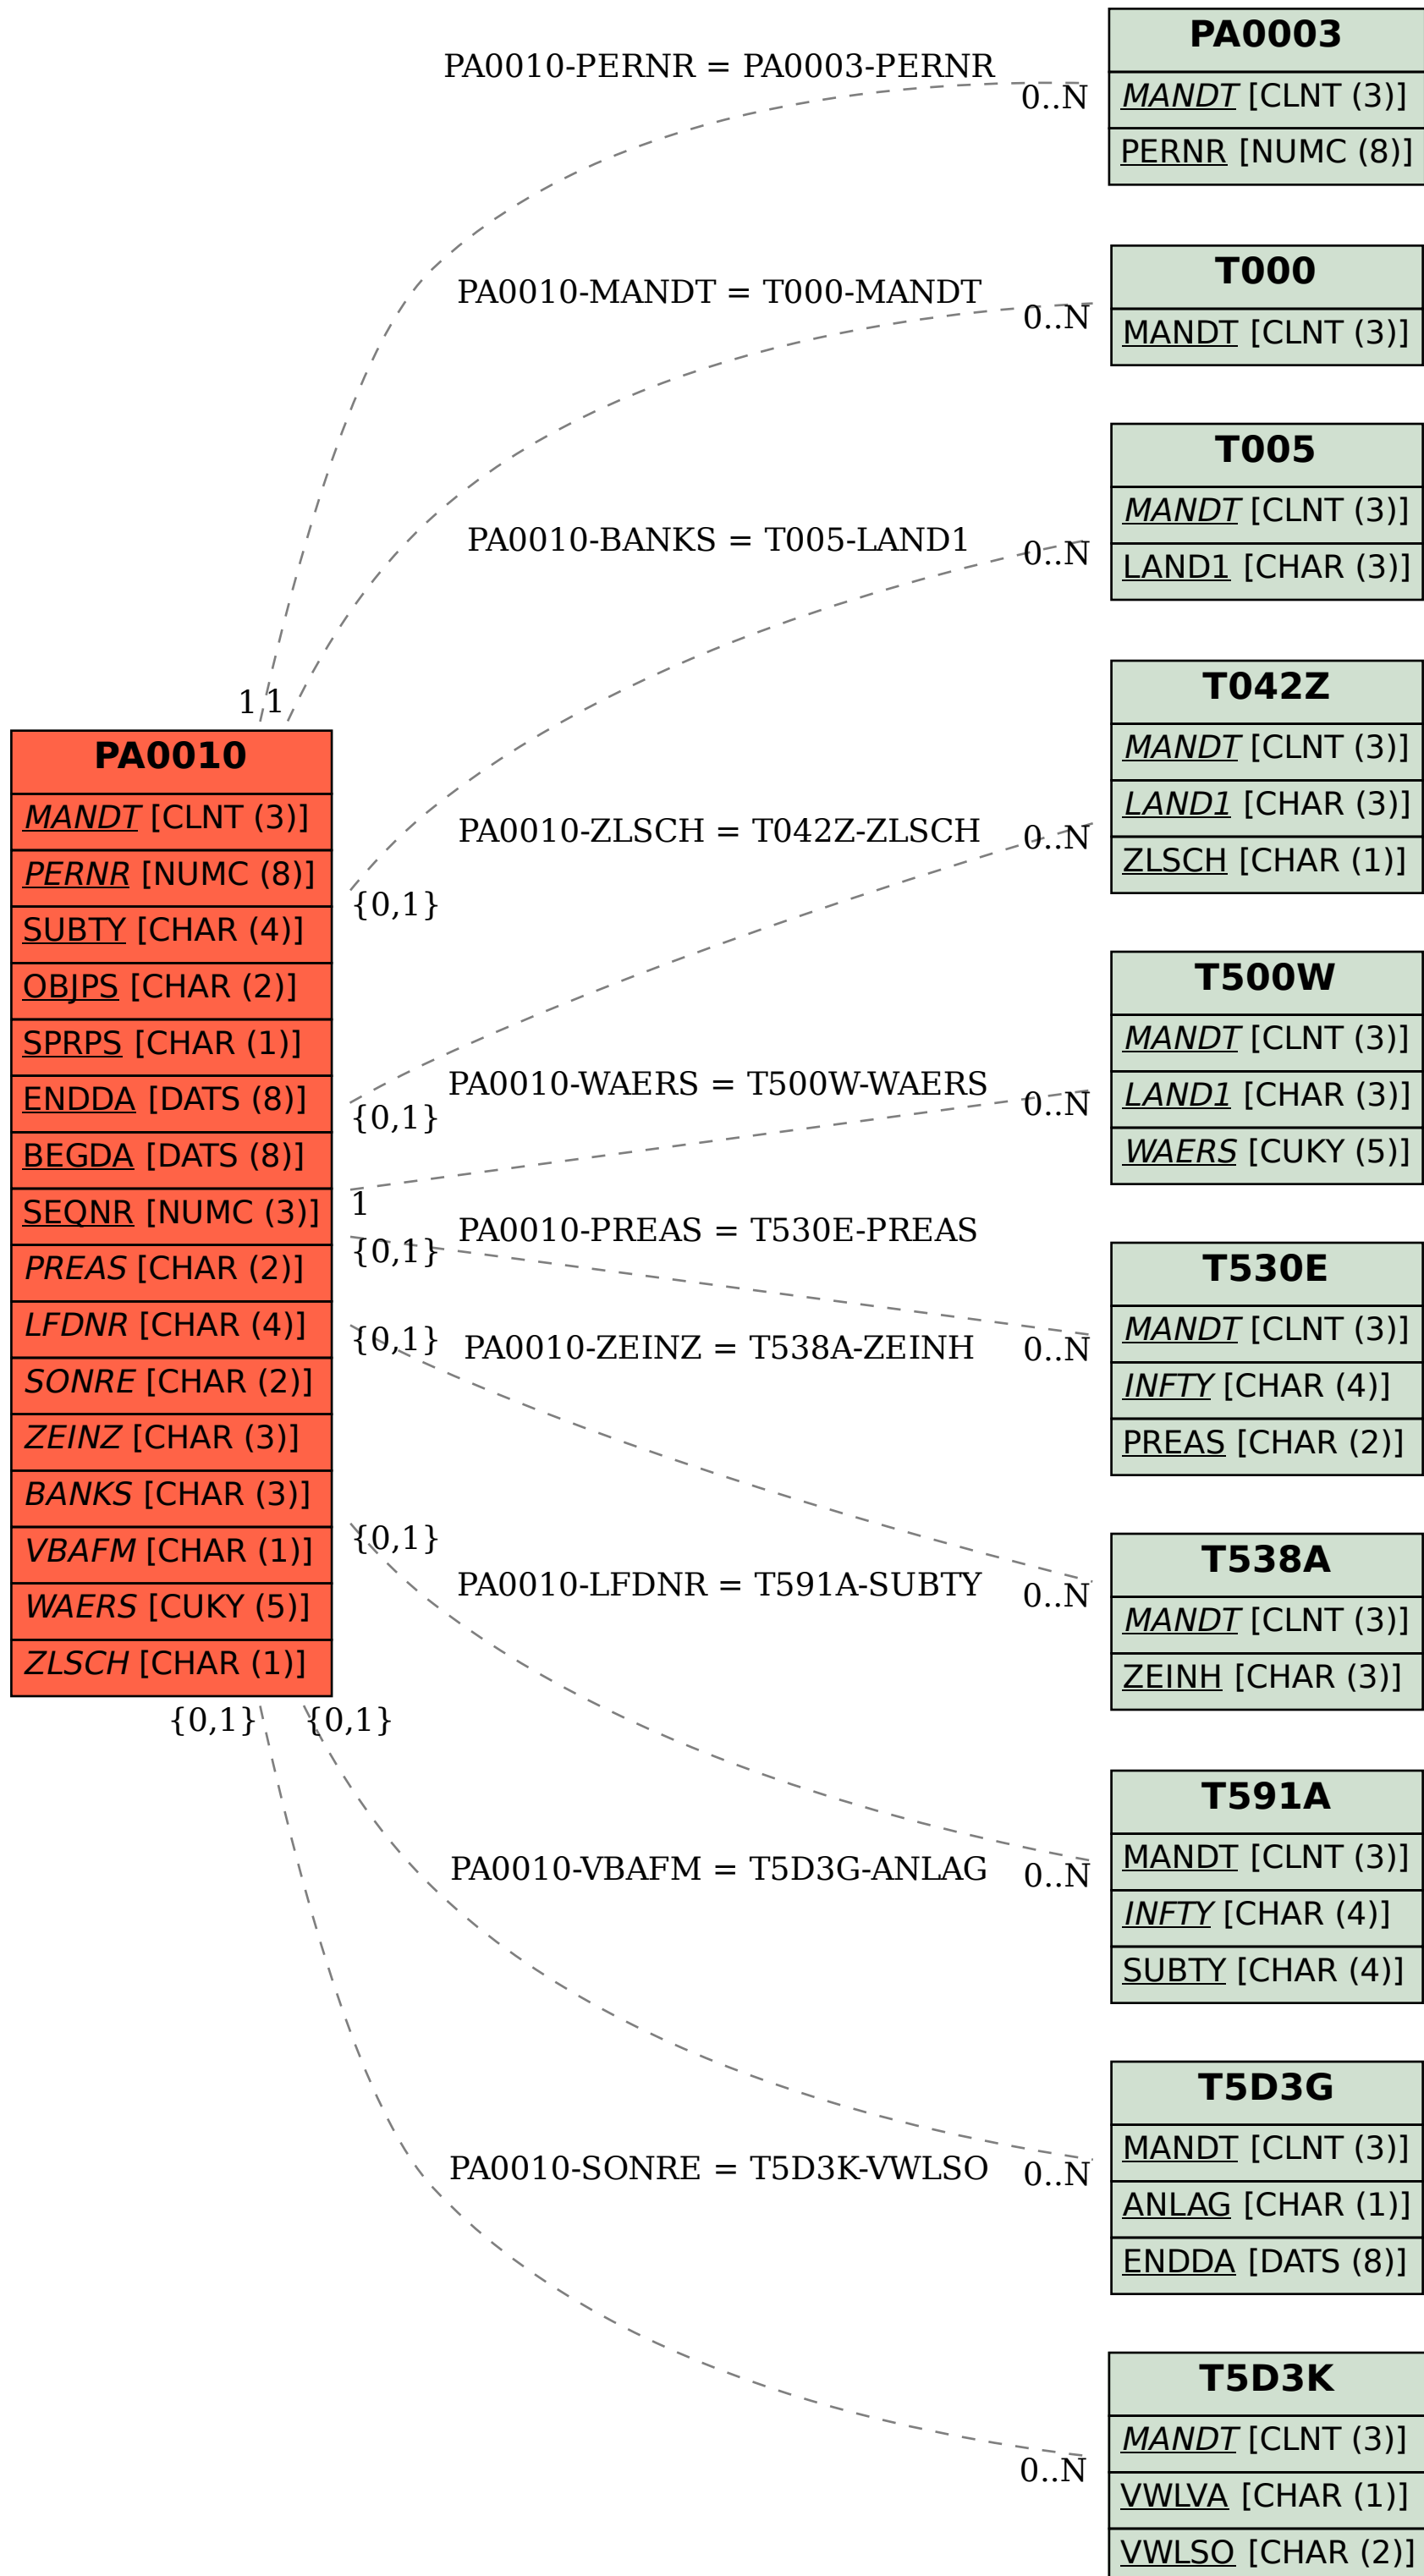 PA0003
MANDT [CLNT (3)]
PERNR [NUMC (8)]
PA0010-PERNR = PA0003-PERNR
0..N
T000
MANDT [CLNT (3)]
PA0010-MANDT = T000-MANDT
0..N
T005
MANDT [CLNT (3)]
LAND1 [CHAR (3)]
PA0010-BANKS = T005-LAND1
0..N
T042Z
MANDT [CLNT (3)]
LAND1 [CHAR (3)]
ZLSCH [CHAR (1)]
1
1
PA0010
MANDT [CLNT (3)]
PERNR [NUMC (8)]
SUBTY [CHAR (4)]
OBJPS [CHAR (2)]
SPRPS [CHAR (1)]
ENDDA [DATS (8)]
BEGDA [DATS (8)]
SEQNR [NUMC (3)]
PREAS [CHAR (2)]
LFDNR [CHAR (4)]
SONRE [CHAR (2)]
ZEINZ [CHAR (3)]
BANKS [CHAR (3)]
VBAFM [CHAR (1)]
WAERS [CUKY (5)]
ZLSCH [CHAR (1)]
PA0010-ZLSCH = T042Z-ZLSCH
0..N
{0,1}
T500W
MANDT [CLNT (3)]
LAND1 [CHAR (3)]
WAERS [CUKY (5)]
PA0010-WAERS = T500W-WAERS
0..N
{0,1}
1
PA0010-PREAS = T530E-PREAS
{0,1}
T530E
MANDT [CLNT (3)]
INFTY [CHAR (4)]
PREAS [CHAR (2)]
{0,1}
PA0010-ZEINZ = T538A-ZEINH
0..N
{0,1}
T538A
MANDT [CLNT (3)]
ZEINH [CHAR (3)]
PA0010-LFDNR = T591A-SUBTY
0..N
{0,1}
{0,1}
T591A
MANDT [CLNT (3)]
INFTY [CHAR (4)]
SUBTY [CHAR (4)]
PA0010-VBAFM = T5D3G-ANLAG
0..N
T5D3G
MANDT [CLNT (3)]
ANLAG [CHAR (1)]
ENDDA [DATS (8)]
PA0010-SONRE = T5D3K-VWLSO
0..N
T5D3K
MANDT [CLNT (3)]
VWLVA [CHAR (1)]
VWLSO [CHAR (2)]
0..N